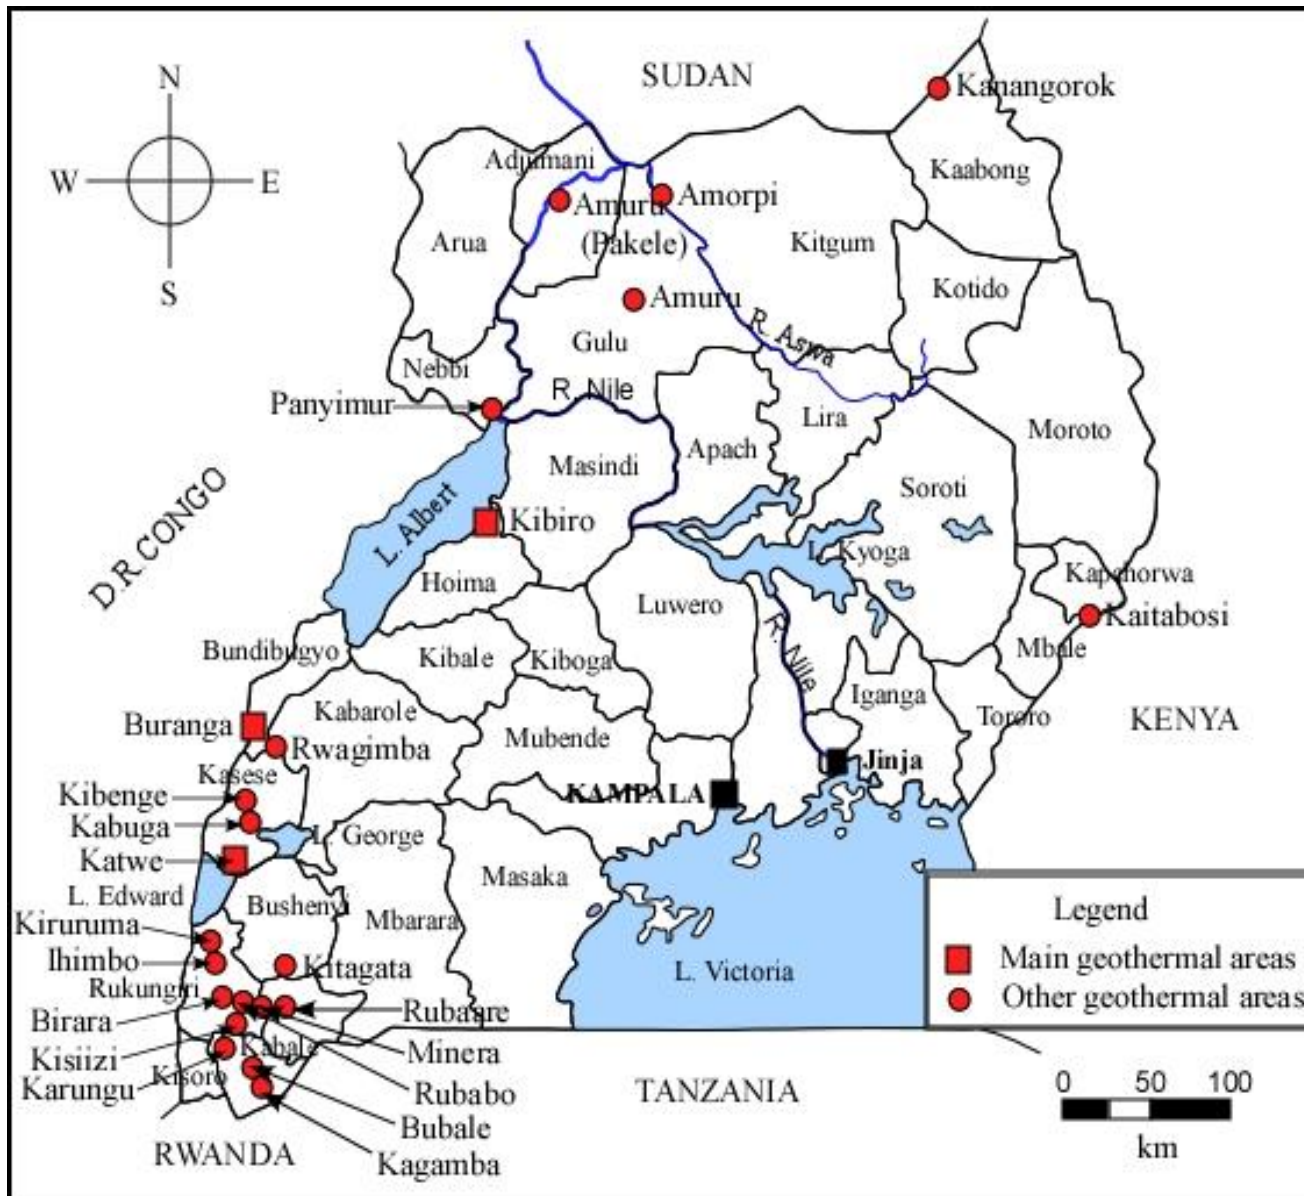 SUDAN
N
W
E
S
Kanangorok
Adjumani
Kaabong
Amuru
(Pakele)
Amorpi
Arua
Kitgum
Kotido
Amuru
R. Aswa
Gulu
Nebbi
R. Nile
Panyimur
Lira
Moroto
Apach
Masindi
Soroti
D.R.CONGO
L. Albert
Kibiro
L. Kyoga
Hoima
Kapchorwa
Luwero
Kaitabosi
R. Nile
Mbale
Bundibugyo
Kibale
Kiboga
Iganga
Kabarole
Tororo
KENYA
Buranga
Rwagimba
Mubende
Jinja
Kasese
KAMPALA
Kibenge
Kabuga
L. George
Katwe
Masaka
L. Edward
Bushenyi
Mbarara
Kiruruma
Ihimbo
Kitagata
L. Victoria
Rukungiri
Birara
Rubaare
Kisiizi
Kabale
Minera
Karungu
Kisoro
Rubabo
Bubale
Kagamba
RWANDA
TANZANIA
Legend
Main geothermal areas
Other geothermal areas
0 50 100
km